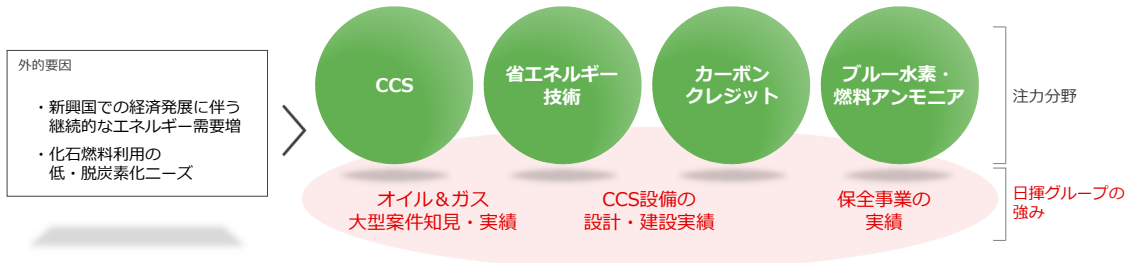 外的要因
・新興国での経済発展に伴う
継続的なエネルギー需要増
・化石燃料利用の
低・脱炭素化ニーズ
CCS
省エネルギー
技術
カーボン
クレジット
ブルー水素・
燃料アンモニア
注力分野
オイル＆ガス
大型案件知見・実績
CCS設備の
設計・建設実績
保全事業の
実績
日揮グループの
強み